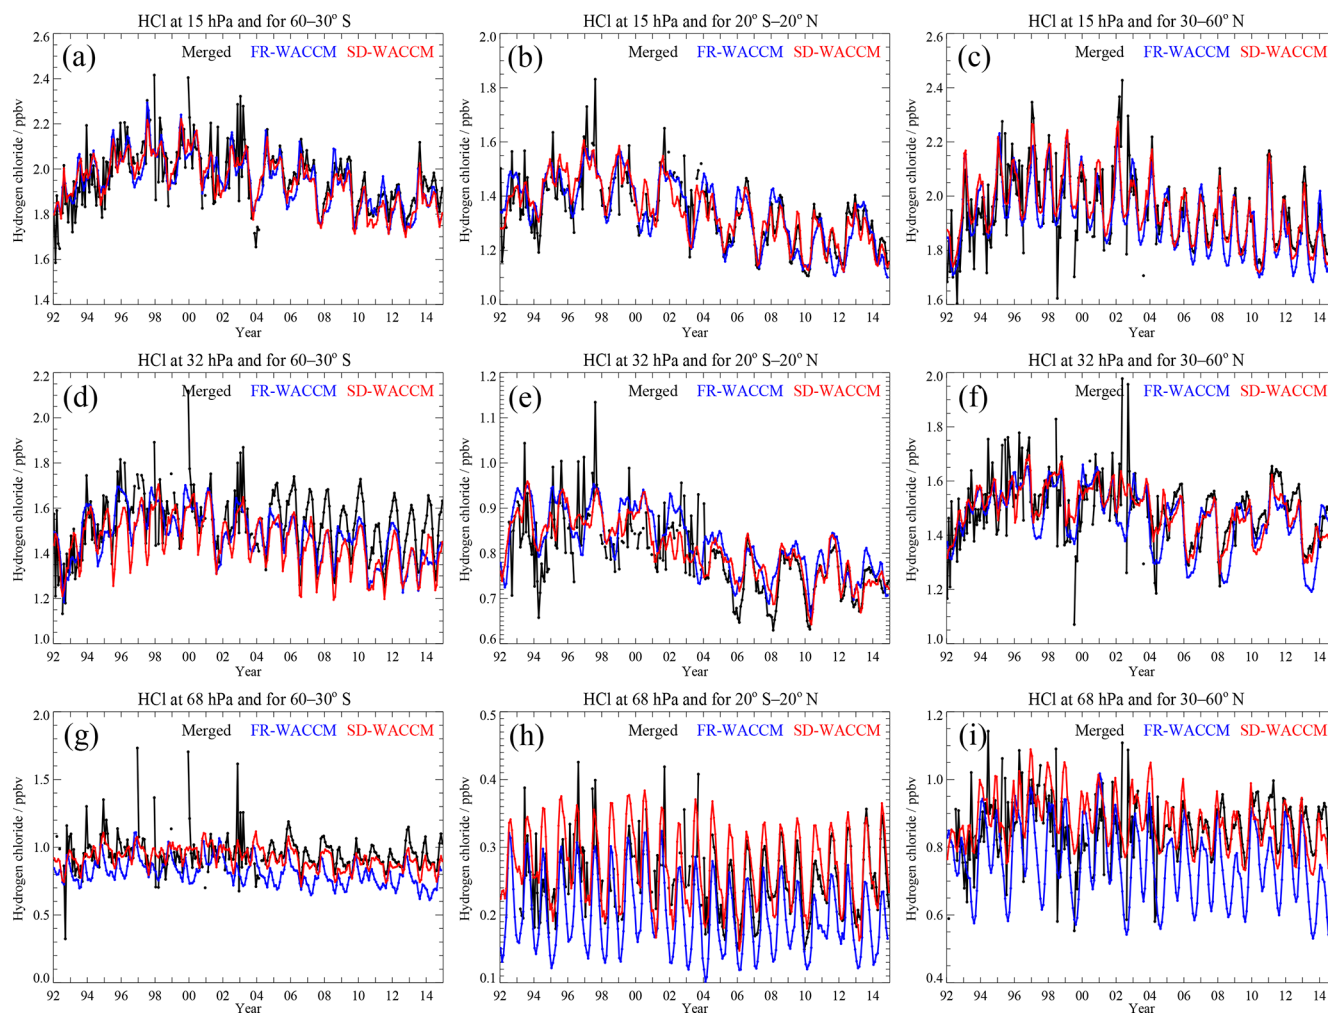 HCl at 15 hPa and for 60–30° S
(a) Merged FR-WACCM SD-WACCM
Hydrogen chloride / ppbv
2.6
2.4
2.2
2.0
1.8
1.6
1.4
92 94 96 98 00 02 04 06 08 10 12 14
Year
HCl at 15 hPa and for 20° S–20° N
(b) Merged FR-WACCM SD-WACCM
Hydrogen chloride / ppbv
2.0
1.8
1.6
1.4
1.2
1.0
92 94 96 98 00 02 04 06 08 10 12 14
Year
HCl at 15 hPa and for 30–60° N
(c) Merged FR-WACCM SD-WACCM
Hydrogen chloride / ppbv
2.6
2.4
2.2
2.0
1.8
1.6
92 94 96 98 00 02 04 06 08 10 12 14
Year
HCl at 32 hPa and for 60–30° S
(d) Merged FR-WACCM SD-WACCM
Hydrogen chloride / ppbv
2.2
2.0
1.8
1.6
1.4
1.2
1.0
92 94 96 98 00 02 04 06 08 10 12 14
Year
HCl at 32 hPa and for 20° S–20° N
(e) Merged FR-WACCM SD-WACCM
Hydrogen chloride / ppbv
1.2
1.1
1.0
0.9
0.8
0.7
0.6
92 94 96 98 00 02 04 06 08 10 12 14
Year
HCl at 32 hPa and for 30–60° N
(f) Merged FR-WACCM SD-WACCM
Hydrogen chloride / ppbv
2.0
1.8
1.6
1.4
1.2
1.0
92 94 96 98 00 02 04 06 08 10 12 14
Year
HCl at 68 hPa and for 60–30° S
(g) Merged FR-WACCM SD-WACCM
Hydrogen chloride / ppbv
2.0
1.5
1.0
0.5
0.0
92 94 96 98 00 02 04 06 08 10 12 14
Year
HCl at 68 hPa and for 20° S–20° N
(h) Merged FR-WACCM SD-WACCM
Hydrogen chloride / ppbv
0.5
0.4
0.3
0.2
0.1
92 94 96 98 00 02 04 06 08 10 12 14
Year
HCl at 68 hPa and for 30–60° N
(i) Merged FR-WACCM SD-WACCM
Hydrogen chloride / ppbv
1.2
1.0
0.8
0.6
0.4
92 94 96 98 00 02 04 06 08 10 12 14
Year